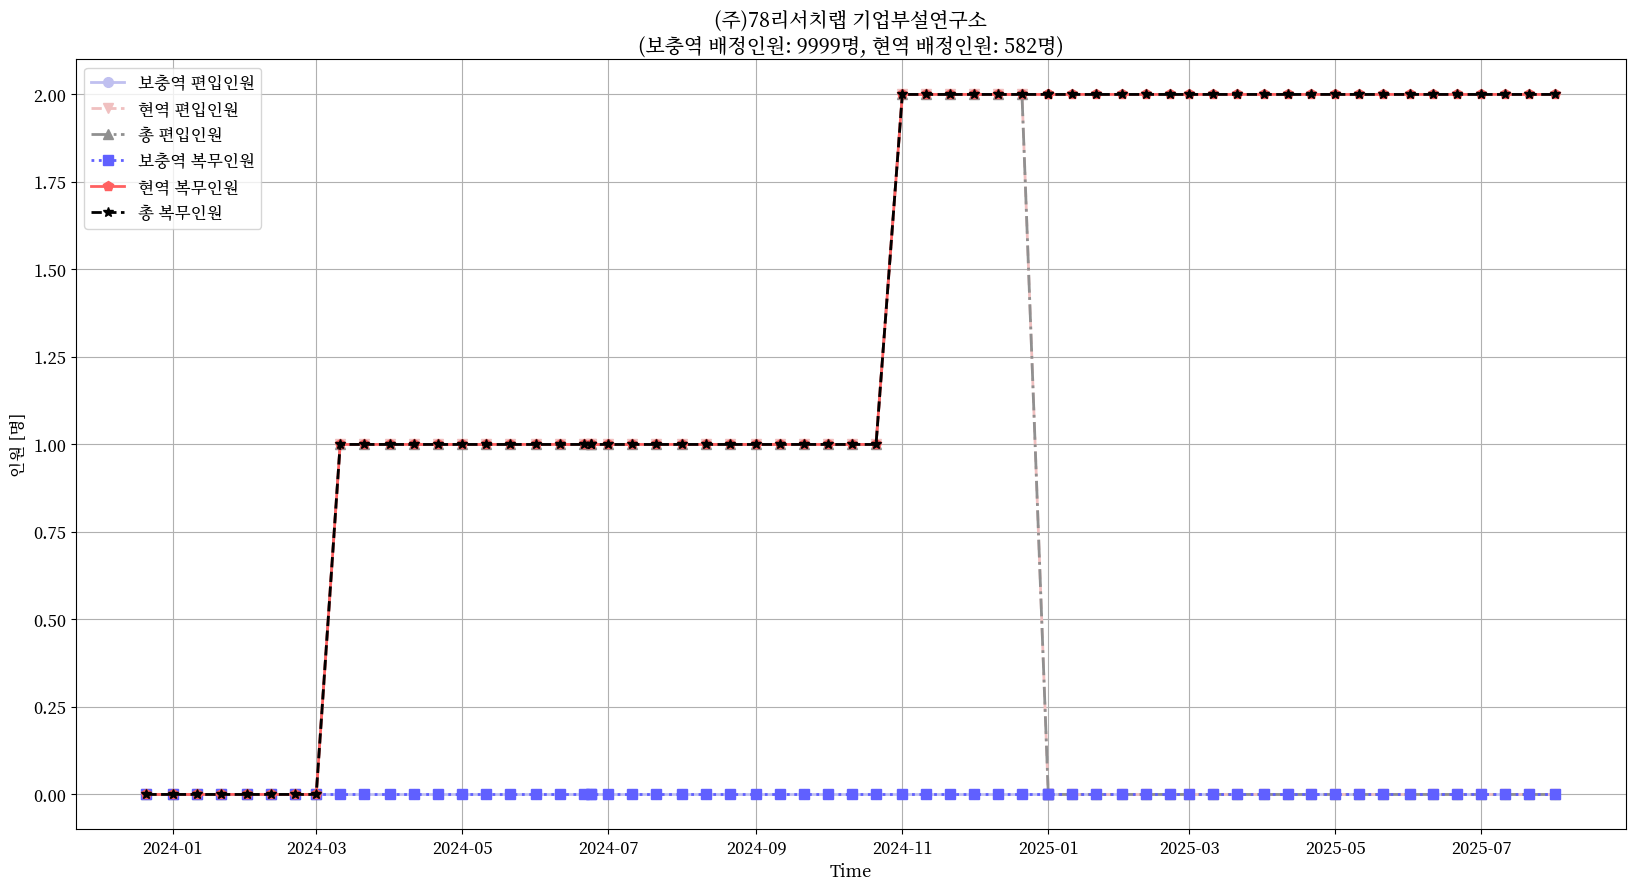 (주)78리서치랩 기업부설연구소
(보충역 배정인원: 9999명, 현역 배정인원: 582명)
보충역 편입인원
현역 편입인원
총 편입인원
보충역 복무인원
현역 복무인원
총 복무인원
2.00
1.75
1.50
1.25
1.00
0.75
0.50
0.25
0.00
인원 [명]
2024-01 2024-03 2024-05 2024-07 2024-09 2024-11 2025-01 2025-03 2025-05 2025-07
Time